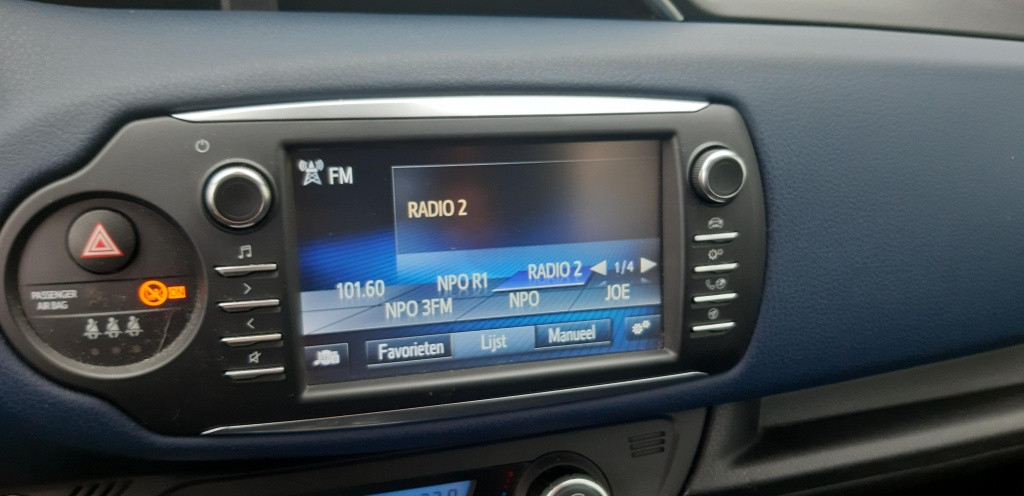 FM
RADIO 2
101.60 NPO R1 RADIO 2 1/4
NPO 3FM NPO JOE
Favorieten Lijst Manueel
PASSENGER
AIR BAG
ON